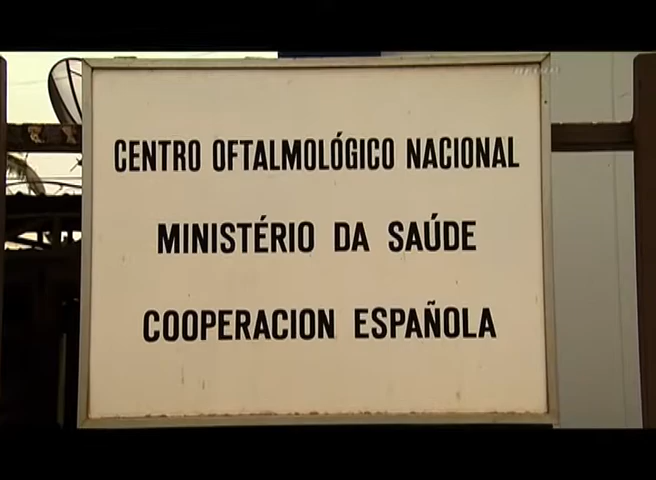 CENTRO OFTALMOLÓGICO NACIONAL
MINISTÉRIO DA SAÚDE
COOPERACION ESPAÑOLA